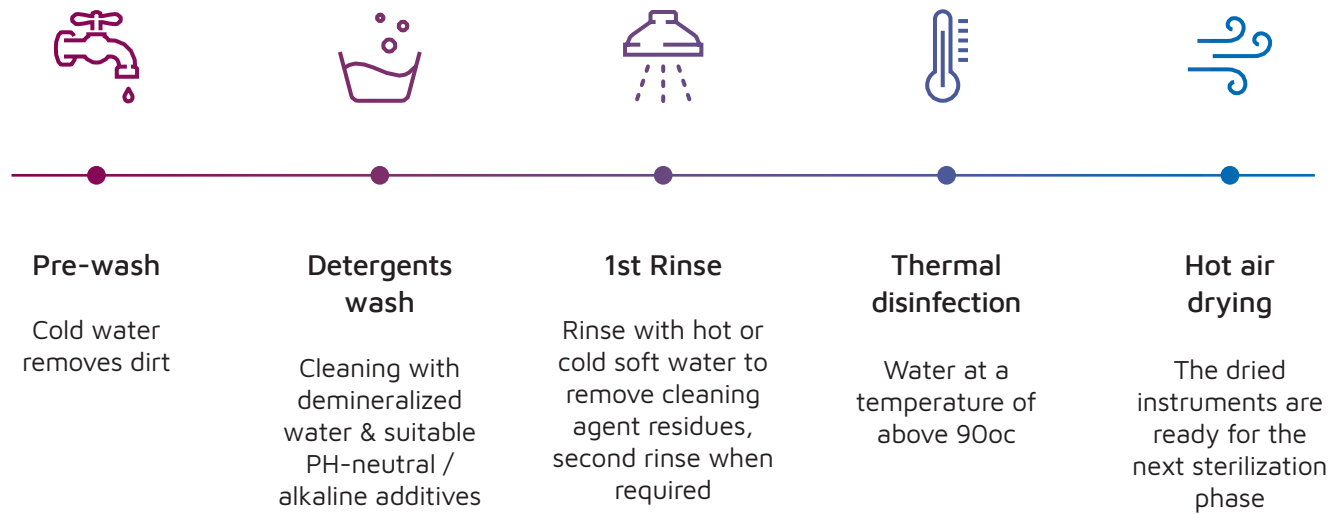 Pre-wash
Cold water
removes dirt
Detergents
wash
Cleaning with
demineralized
water & suitable
PH-neutral /
alkaline additives
1st Rinse
Rinse with hot or
cold soft water to
remove cleaning
agent residues,
second rinse when
required
Thermal
disinfection
Water at a
temperature of
above 90oc
Hot air
drying
The dried
instruments are
ready for the
next sterilization
phase